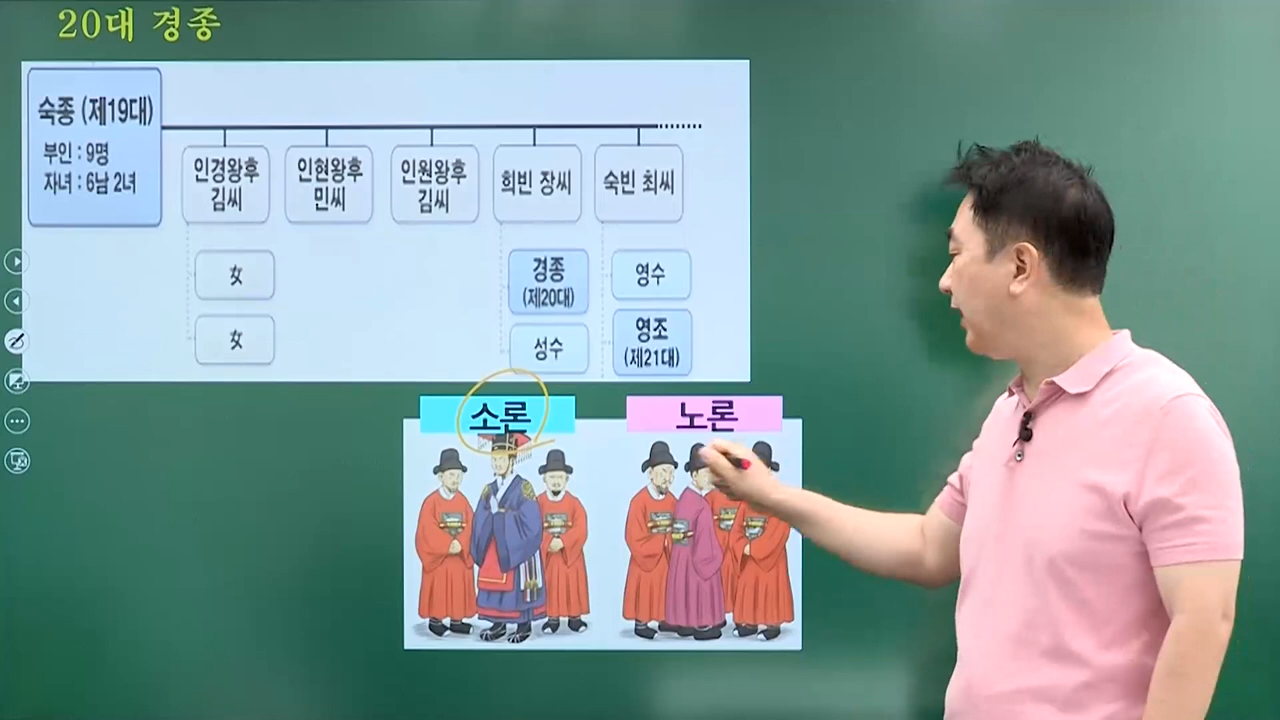 20대 경종
숙종 (제19대)
부인 : 9명
자녀 : 6남 2녀
인경왕후
김씨
인현왕후
민씨
인원왕후
김씨
희빈 장씨
숙빈 최씨
女
女
경종
(제20대)
성수
영수
영조
(제21대)
소론
노론